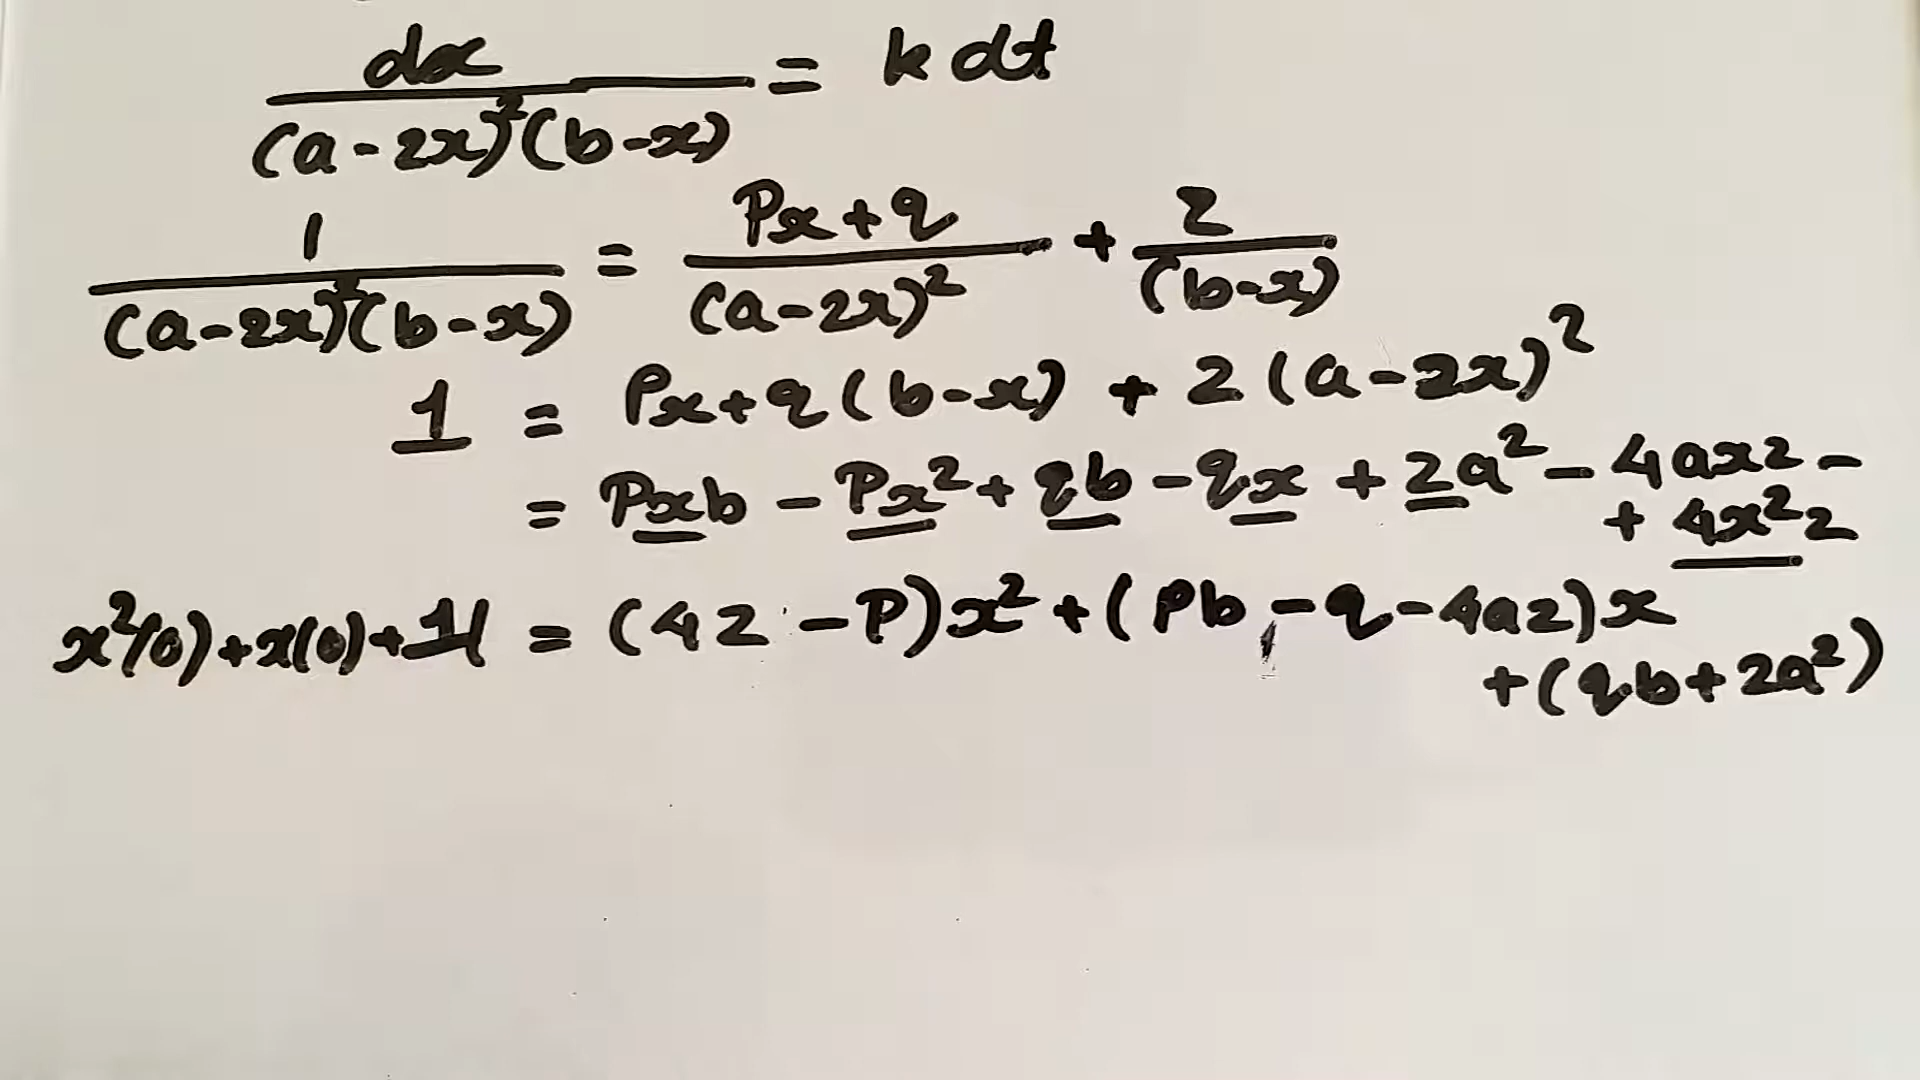 dx / (a-2x)²(b-x) = k dt
1 / (a-2x)²(b-x) = Px+q / (a-2x)² + z / (b-x)
1 = Px+q(b-x) + z(a-2x)²
= Pxb - Px² + qb - qx + za² - 4axz -
+ 4x²z
x²(0)+x(0)+1 = (4z - P)x² + (Pb - q - 4az)x
+(qb+za²)